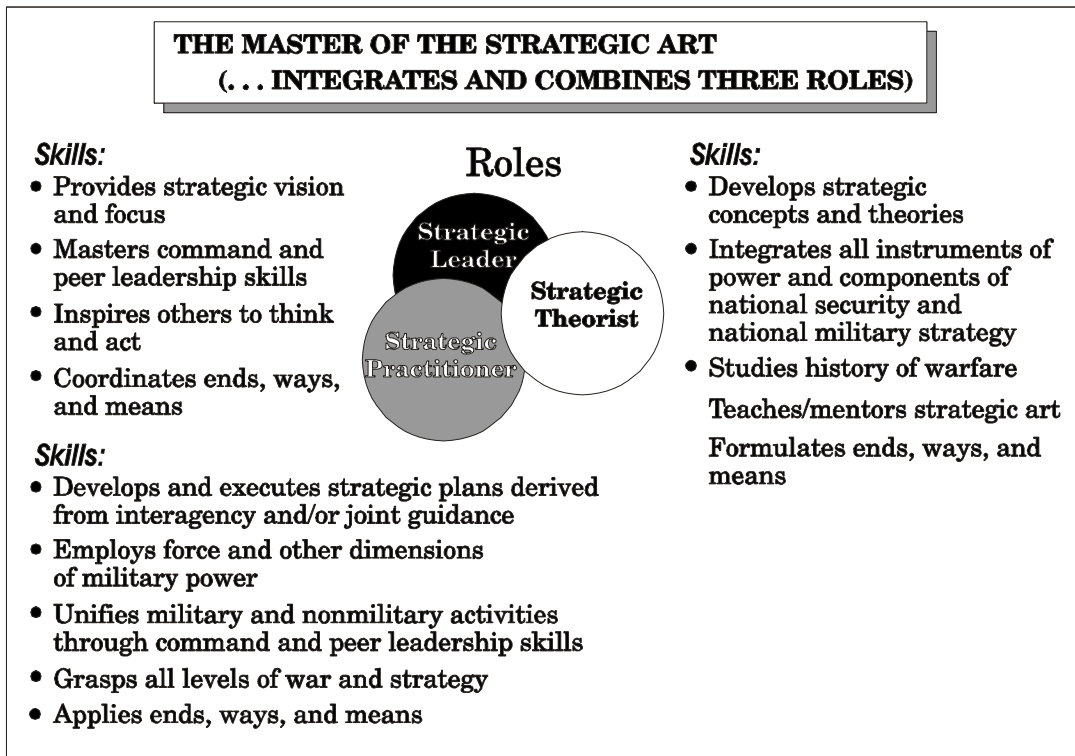 THE MASTER OF THE STRATEGIC ART
(. . . INTEGRATES AND COMBINES THREE ROLES)
Skills:
• Provides strategic vision
and focus
• Masters command and
peer leadership skills
• Inspires others to think
and act
• Coordinates ends, ways,
and means
Roles
Strategic
Leader
Strategic
Theorist
Strategic
Practitioner
Skills:
• Develops strategic
concepts and theories
• Integrates all instruments of
power and components of
national security and
national military strategy
• Studies history of warfare
Teaches/mentors strategic art
Formulates ends, ways, and
means
Skills:
• Develops and executes strategic plans derived
from interagency and/or joint guidance
• Employs force and other dimensions
of military power
• Unifies military and nonmilitary activities
through command and peer leadership skills
• Grasps all levels of war and strategy
• Applies ends, ways, and means